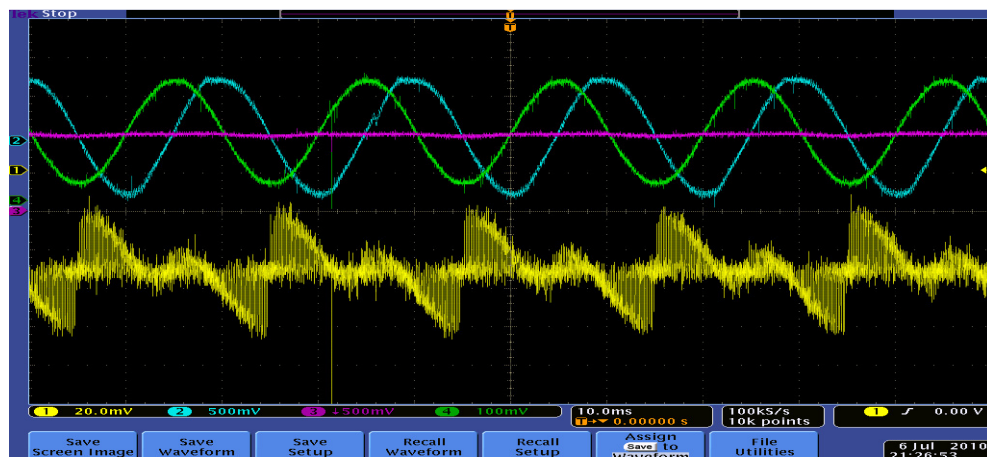 Tek Stop
U
T
2
1
4
3
1 20.0mV 2 500mV 3 ↓500mV 4 100mV
10.0ms
T→▼ 0.00000 s
100kS/s
10k points
1 ∫ 0.00 V
Save
Screen Image
Save
Waveform
Save
Setup
Recall
Waveform
Recall
Setup
Assign
Save to
Waveform
File
Utilities
6 Jul 2010
21:26:53